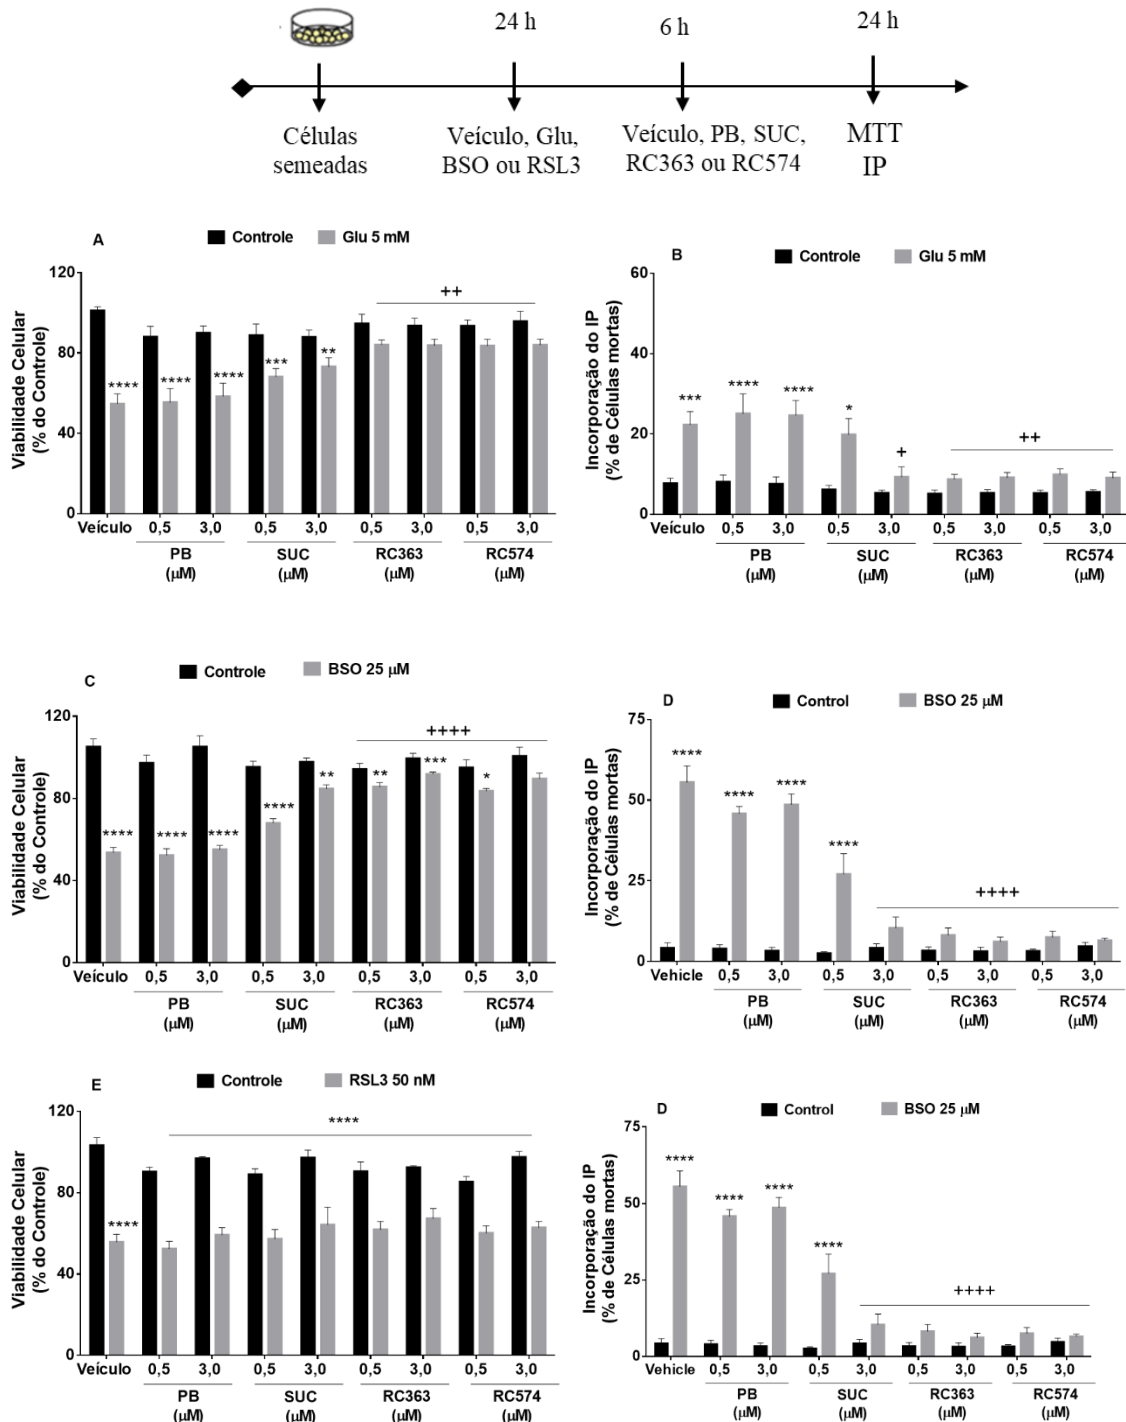 24 h
6 h
24 h
Células
semeadas
Veículo, Glu,
BSO ou RSL3
Veículo, PB, SUC,
RC363 ou RC574
MTT
IP
A
Controle
Glu 5 mM
Viabilidade Celular
(% do Controle)
120
80
40
0
****
****
****
***
**
++
Veículo
0,5
3,0
0,5
3,0
0,5
3,0
0,5
3,0
PB
(µM)
SUC
(µM)
RC363
(µM)
RC574
(µM)
B
Controle
Glu 5 mM
Incorporação do IP
(% de Células mortas)
60
40
20
0
***
****
****
*
+
++
Veículo
0,5
3,0
0,5
3,0
0,5
3,0
0,5
3,0
PB
(µM)
SUC
(µM)
RC363
(µM)
RC574
(µM)
C
Controle
BSO 25 µM
Viabilidade Celular
(% do Controle)
120
80
40
0
****
****
****
****
**
++++
**
***
*
Veículo
0,5
3,0
0,5
3,0
0,5
3,0
0,5
3,0
PB
(µM)
SUC
(µM)
RC363
(µM)
RC574
(µM)
D
Control
BSO 25 µM
Incorporação do IP
(% de Células mortas)
75
50
25
0
****
****
****
****
++++
Vehicle
0,5
3,0
0,5
3,0
0,5
3,0
0,5
3,0
PB
(µM)
SUC
(µM)
RC363
(µM)
RC574
(µM)
E
Controle
RSL3 50 nM
Viabilidade Celular
(% do Controle)
120
80
40
0
****
****
Veículo
0,5
3,0
0,5
3,0
0,5
3,0
0,5
3,0
PB
(µM)
SUC
(µM)
RC363
(µM)
RC574
(µM)
D
Control
BSO 25 µM
Incorporação do IP
(% de Células mortas)
75
50
25
0
****
****
****
****
++++
Vehicle
0,5
3,0
0,5
3,0
0,5
3,0
0,5
3,0
PB
(µM)
SUC
(µM)
RC363
(µM)
RC574
(µM)